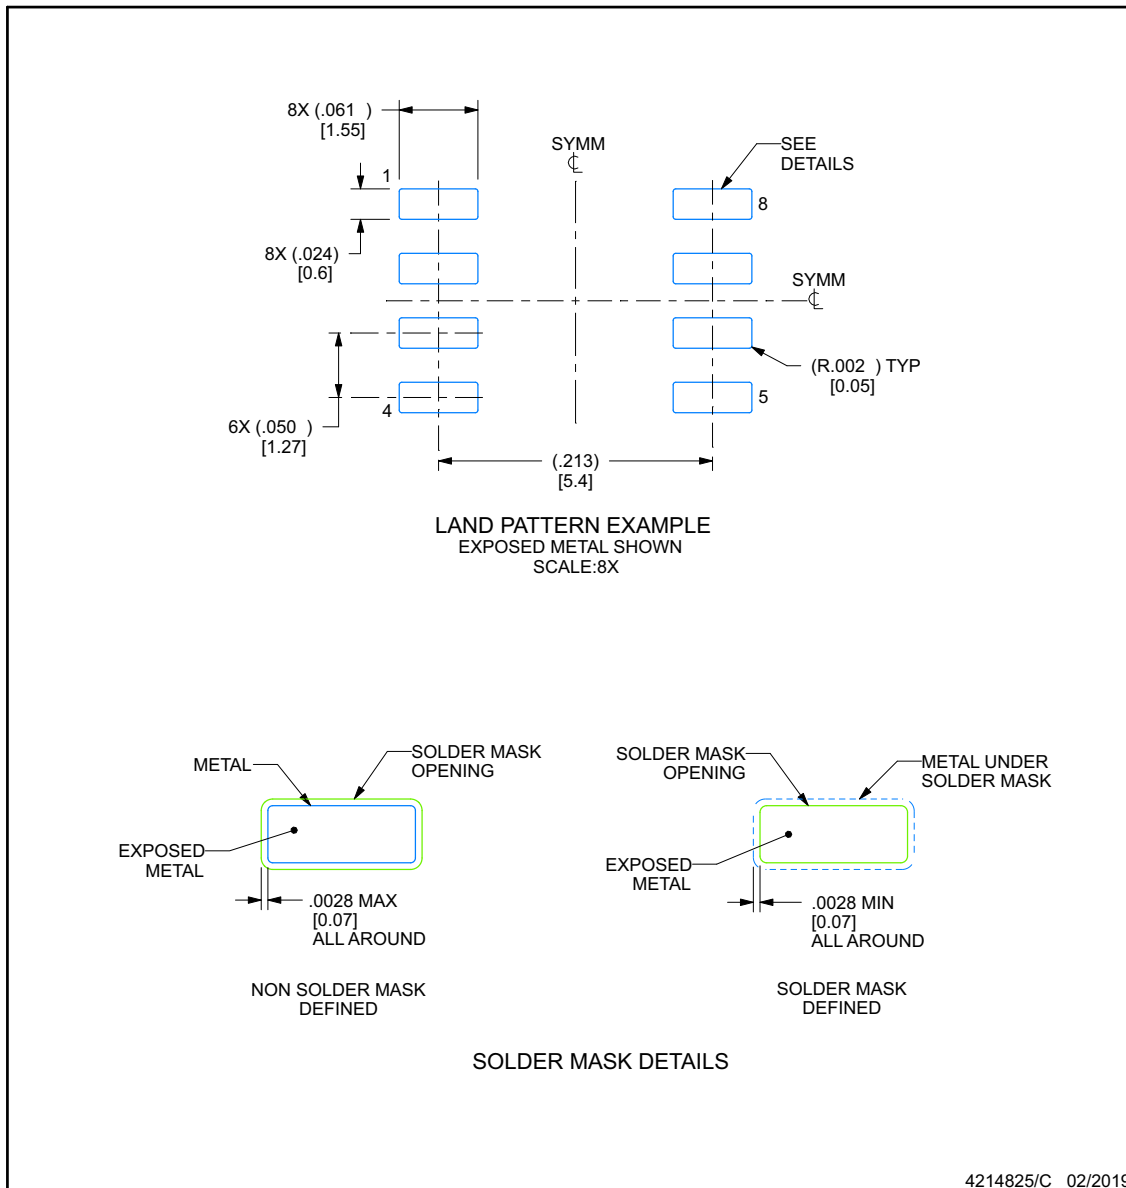 8X (.061 )
[1.55]
SYMM
℄
SEE
DETAILS
1
8
8X (.024)
[0.6]
SYMM
℄
(R.002 ) TYP
[0.05]
4
5
6X (.050 )
[1.27]
(.213)
[5.4]
LAND PATTERN EXAMPLE
EXPOSED METAL SHOWN
SCALE:8X
METAL
SOLDER MASK
OPENING
EXPOSED
METAL
.0028 MAX
[0.07]
ALL AROUND
NON SOLDER MASK
DEFINED
SOLDER MASK
OPENING
METAL UNDER
SOLDER MASK
EXPOSED
METAL
.0028 MIN
[0.07]
ALL AROUND
SOLDER MASK
DEFINED
SOLDER MASK DETAILS
4214825/C 02/2019